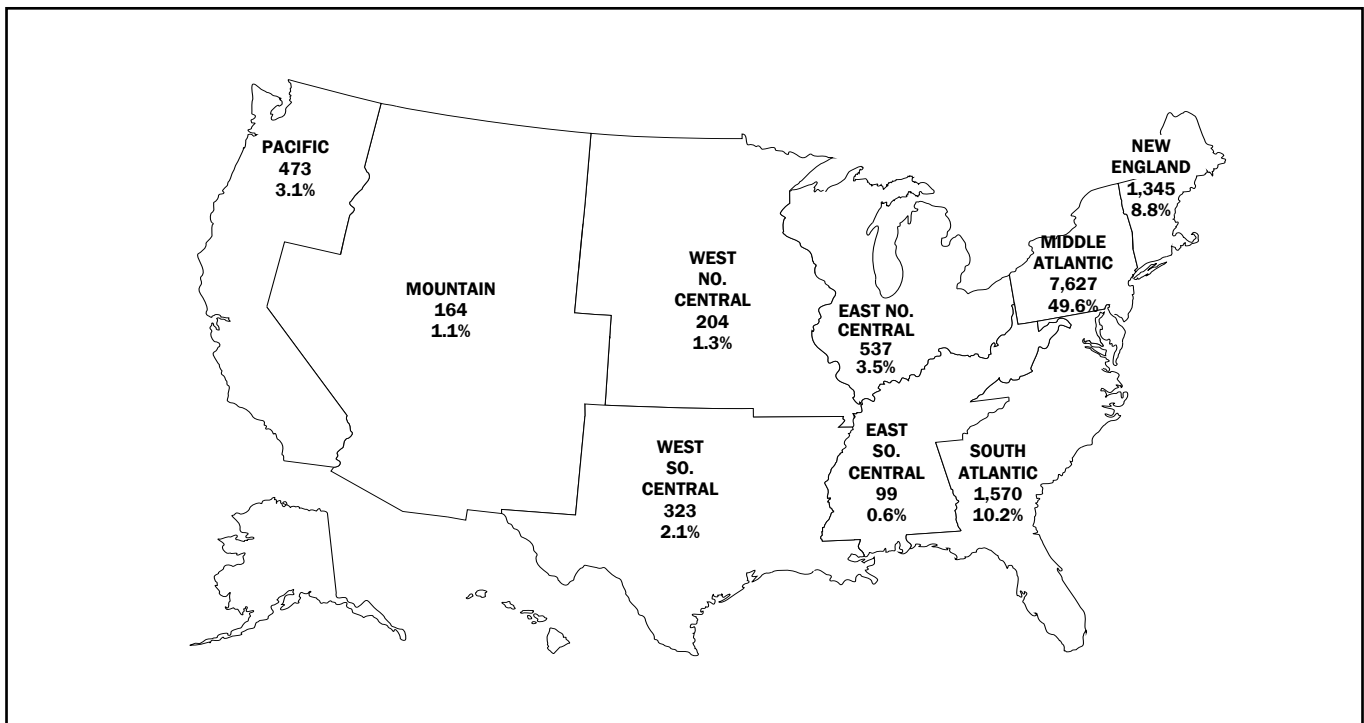 PACIFIC
473
3.1%
MOUNTAIN
164
1.1%
WEST
NO.
CENTRAL
204
1.3%
WEST
SO.
CENTRAL
323
2.1%
EAST NO.
CENTRAL
537
3.5%
EAST
SO.
CENTRAL
99
0.6%
SOUTH
ATLANTIC
1,570
10.2%
MIDDLE
ATLANTIC
7,627
49.6%
NEW
ENGLAND
1,345
8.8%